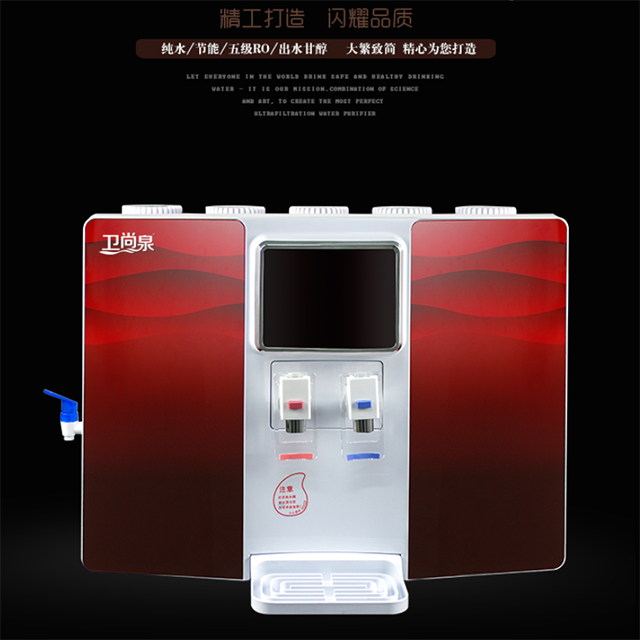 精工打造 闪耀品质
纯水/节能/五级RO/出水甘醇 大繁致简 精心为您打造
LET EVERYONE IN THE WORLD DRINK SAFE AND HEALTHY DRINKING
WATER - IT IS OUR MISSION.COMBINATION OF SCIENCE
AND ART, TO CREATE THE MOST PERFECT
ULTRAFILTRATION WATER PURIFIER
卫尚泉
注意